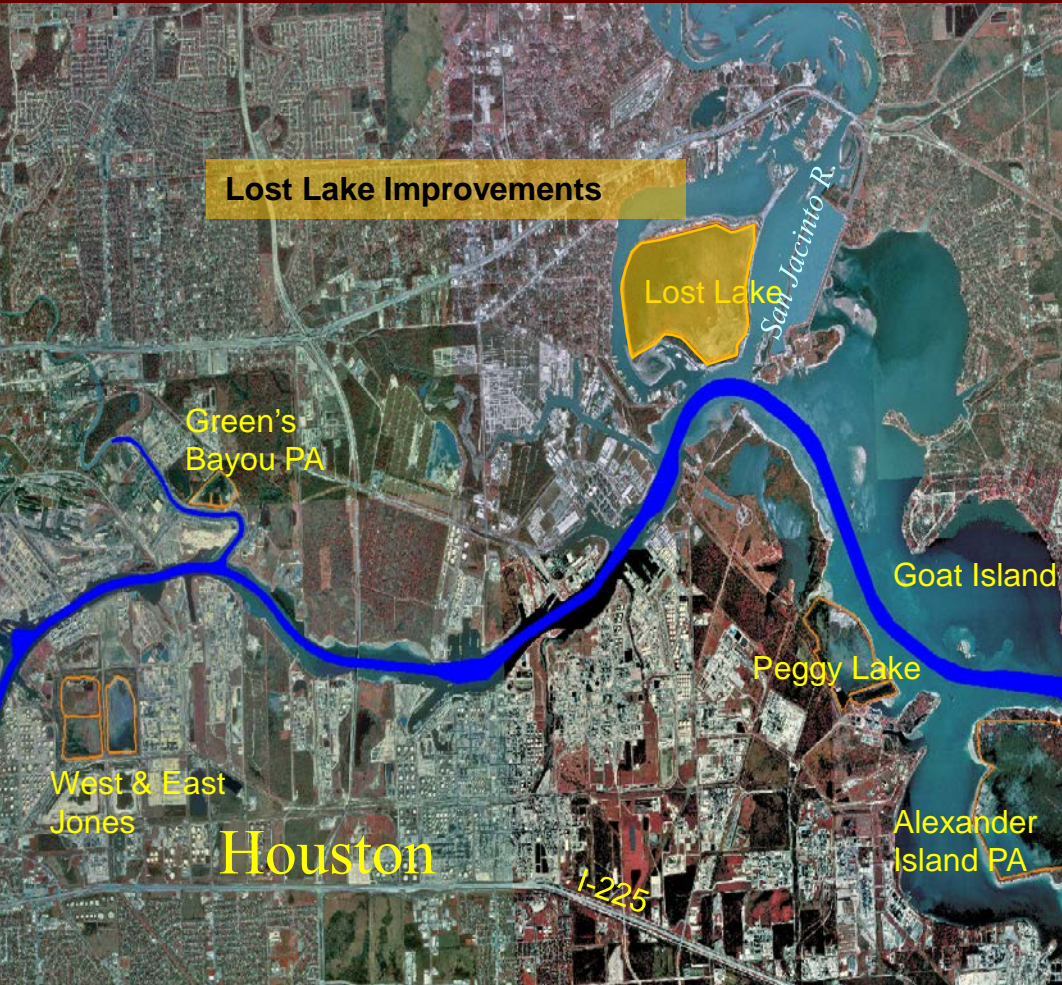 Lost Lake Improvements
San Jacinto R.
Lost Lake
Green's
Bayou PA
Goat Island
Peggy Lake
West & East
Jones
Alexander
Island PA
Houston
I-225